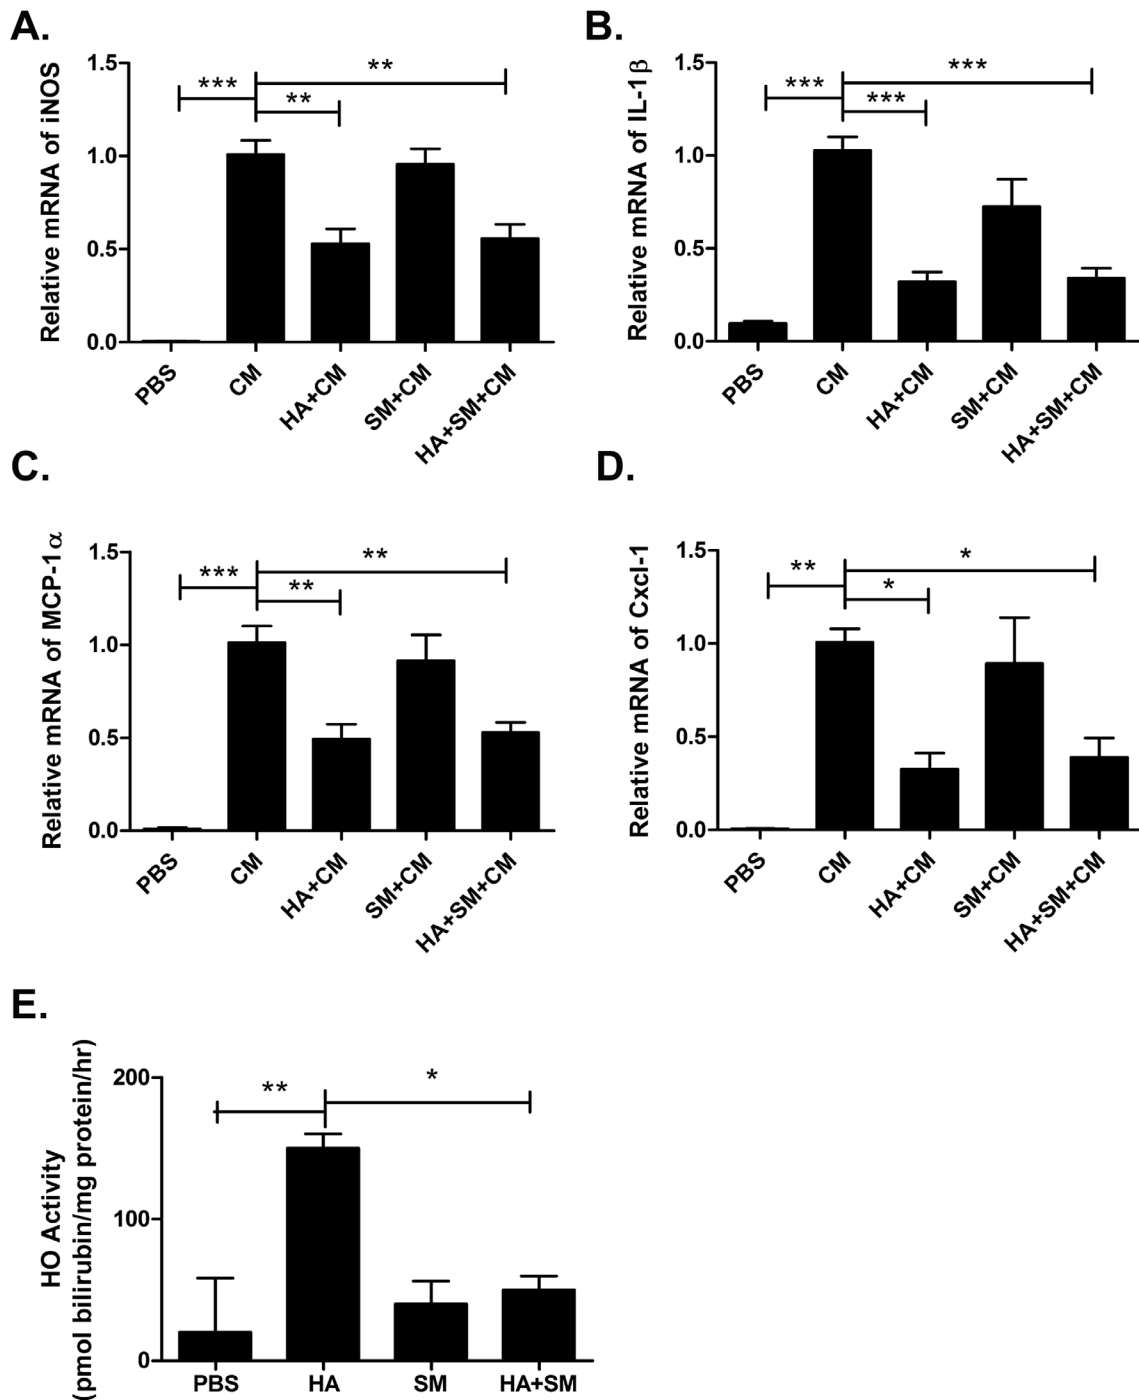 A.
Relative mRNA of iNOS
1.5
1.0
0.5
0.0
***
**
**
PBS
CM
HA+CM
SM+CM
HA+SM+CM
B.
Relative mRNA of IL-1β
1.5
1.0
0.5
0.0
***
***
***
PBS
CM
HA+CM
SM+CM
HA+SM+CM
C.
Relative mRNA of MCP-1α
1.5
1.0
0.5
0.0
***
**
**
PBS
CM
HA+CM
SM+CM
HA+SM+CM
D.
Relative mRNA of Cxcl-1
1.5
1.0
0.5
0.0
**
*
*
PBS
CM
HA+CM
SM+CM
HA+SM+CM
E.
HO Activity
(pmol bilirubin/mg protein/hr)
200
100
0
**
*
PBS
HA
SM
HA+SM